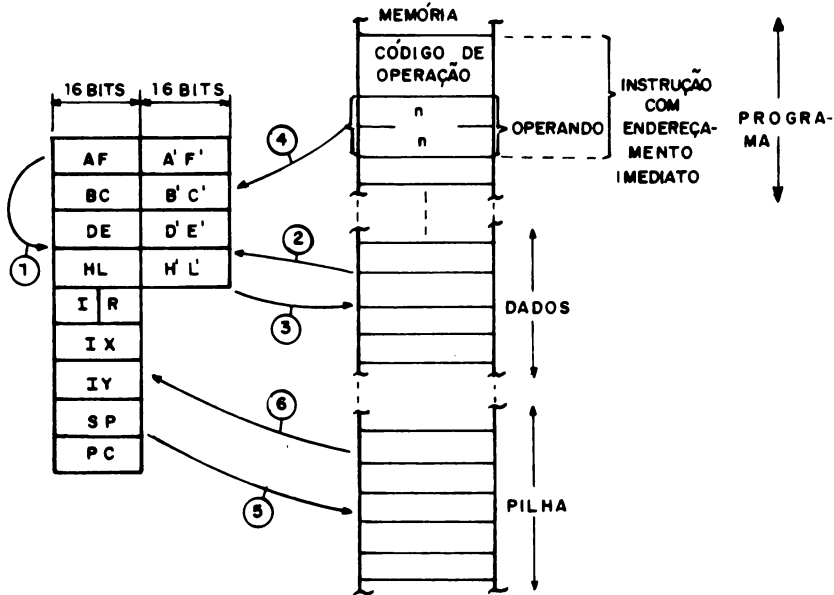 MEMÓRIA
CÓDIGO DE
OPERAÇÃO
n
n
OPERANDO
INSTRUÇÃO
COM
ENDEREÇA-
MENTO
IMEDIATO
PROGRA-
MA
16 BITS 16 BITS
AF A' F'
BC B' C'
DE D' E'
HL H' L'
I R
IX
IY
SP
PC
1
4
2
3
6
5
DADOS
PILHA